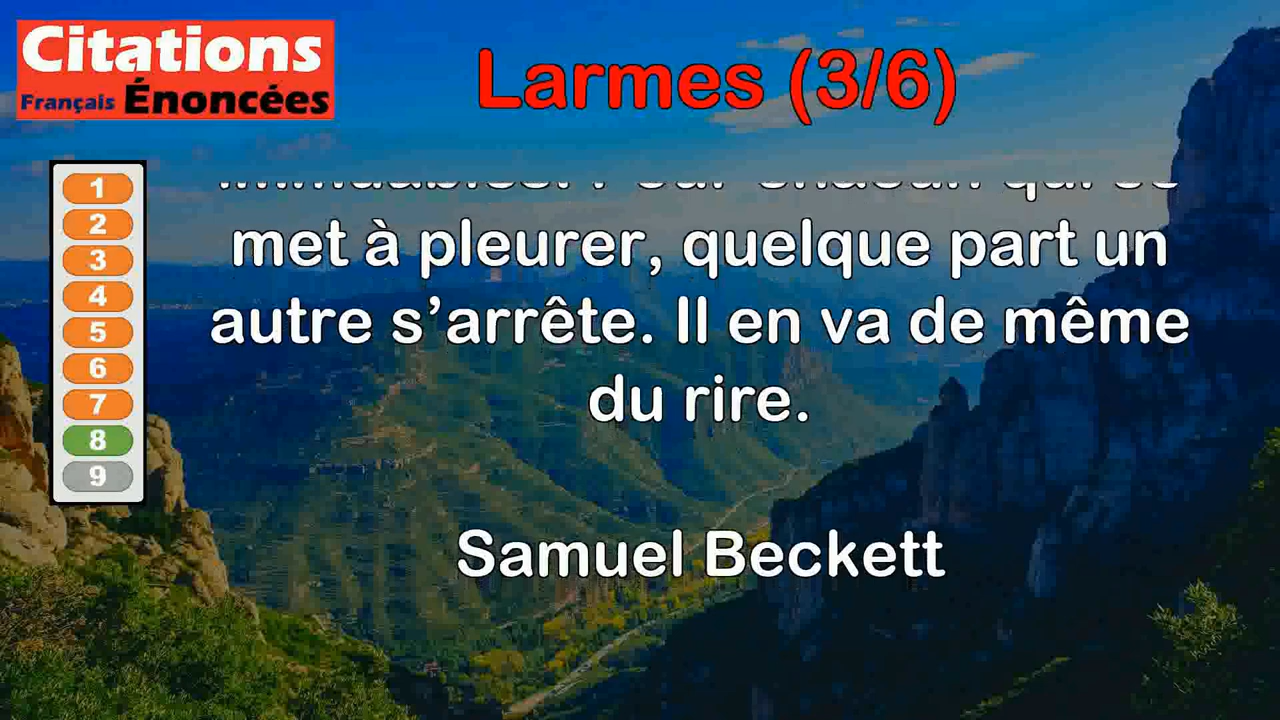 Citations
Français Énoncées
Larmes (3/6)
1
2
3
4
5
6
7
8
9
met à pleurer, quelque part un
autre s’arrête. Il en va de même
du rire.
Samuel Beckett